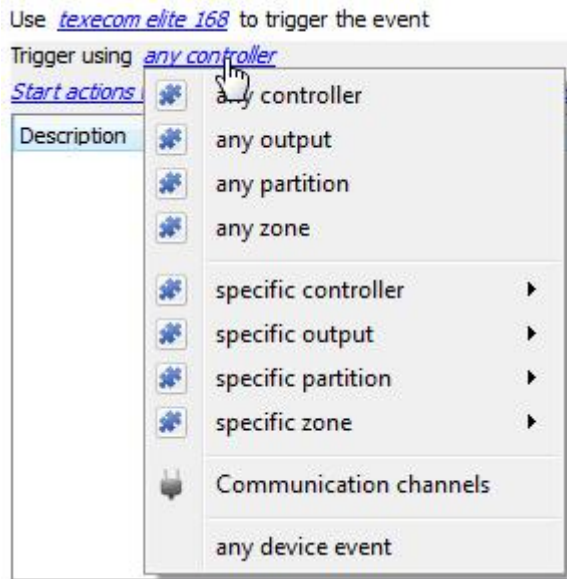 Use texecom elite 168 to trigger the event
Trigger using any controller
Start actions
Description
any controller
any output
any partition
any zone
specific controller
specific output
specific partition
specific zone
Communication channels
any device event